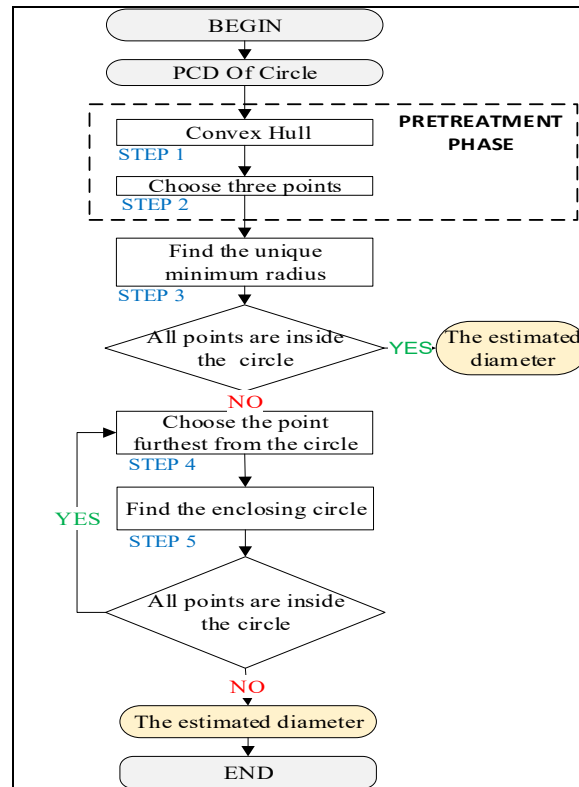 BEGIN
PCD Of Circle
PRETREATMENT
PHASE
Convex Hull
STEP 1
Choose three points
STEP 2
Find the unique
minimum radius
STEP 3
All points are inside
the circle
YES
The estimated
diameter
NO
Choose the point
furthest from the circle
STEP 4
YES
Find the enclosing circle
STEP 5
All points are inside
the circle
NO
The estimated diameter
END